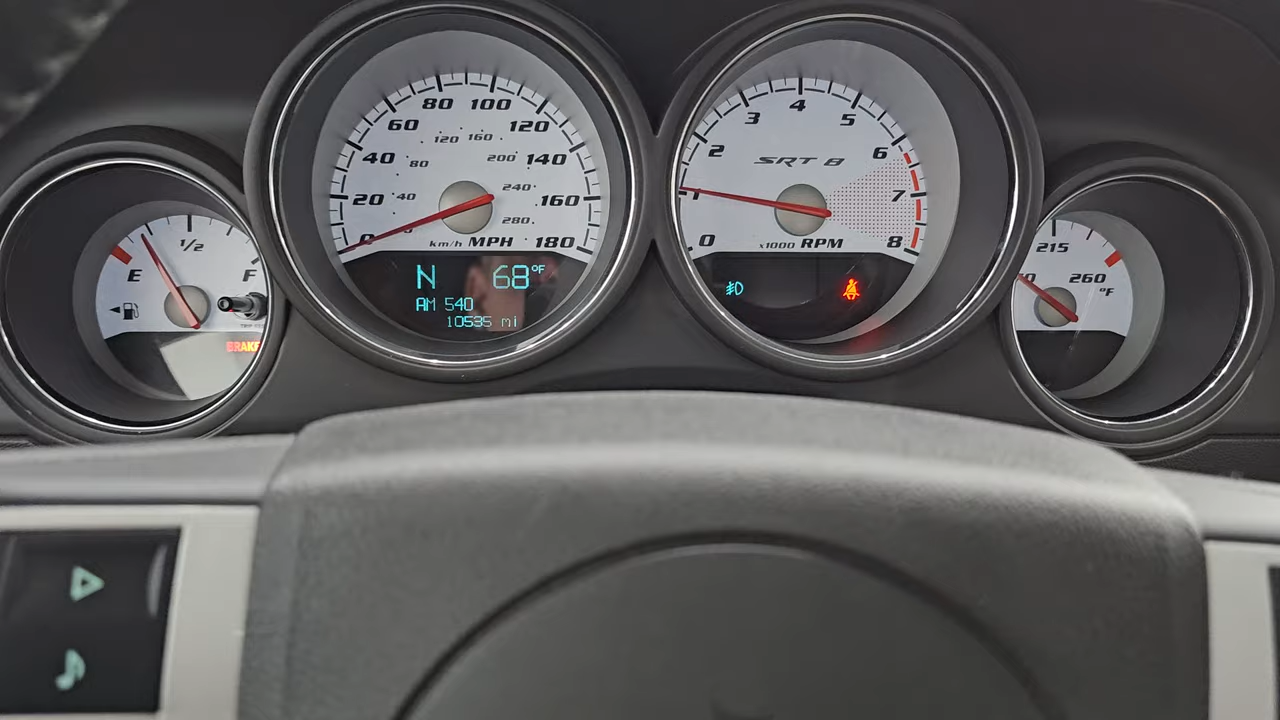 E 1/2 F
BRAKE
0 20 40 60 80 100 120 140 160 180
40 80 120 160 200 240 280
km/h MPH
N 68°F
AM 540
10535 mi
0 1 2 3 4 5 6 7 8
SRT 8
x1000 RPM
215 260
°F